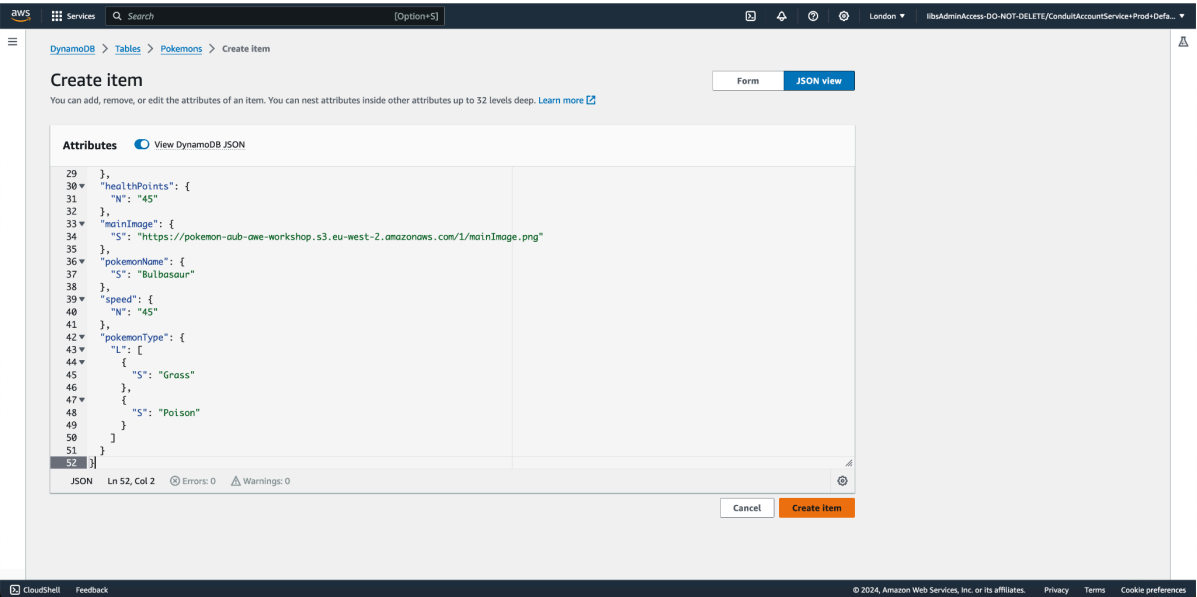 aws Services Search [Option+S] London ▼ IibsAdminAccess-DO-NOT-DELETE/ConduitAccountService+Prod+Defa... ▼
DynamoDB > Tables > Pokemons > Create item
Create item
Form JSON view
You can add, remove, or edit the attributes of an item. You can nest attributes inside other attributes up to 32 levels deep. Learn more
Attributes View DynamoDB JSON
29 },
30 "healthPoints": {
31 "N": "45"
32 },
33 "mainImage": {
34 "S": "https://pokemon-aub-awe-workshop.s3.eu-west-2.amazonaws.com/1/mainImage.png"
35 },
36 "pokemonName": {
37 "S": "Bulbasaur"
38 },
39 "speed": {
40 "N": "45"
41 },
42 "pokemonType": {
43 "L": [
44 {
45 "S": "Grass"
46 },
47 {
48 "S": "Poison"
49 }
50 ]
51 }
52 }
JSON Ln 52, Col 2 Errors: 0 Warnings: 0
Cancel Create item
CloudShell Feedback © 2024, Amazon Web Services, Inc. or its affiliates. Privacy Terms Cookie preferences